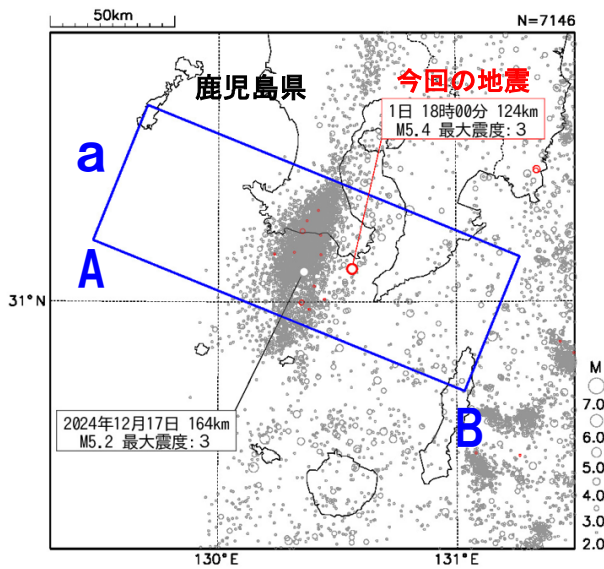 50km
N=7146
鹿児島県
今回の地震
1日 18時00分 124km
M5.4 最大震度:3
a
A
31°N
2024年12月17日 164km
M5.2 最大震度:3
B
M
7.0
6.0
5.0
4.0
3.0
2.0
130°E
131°E